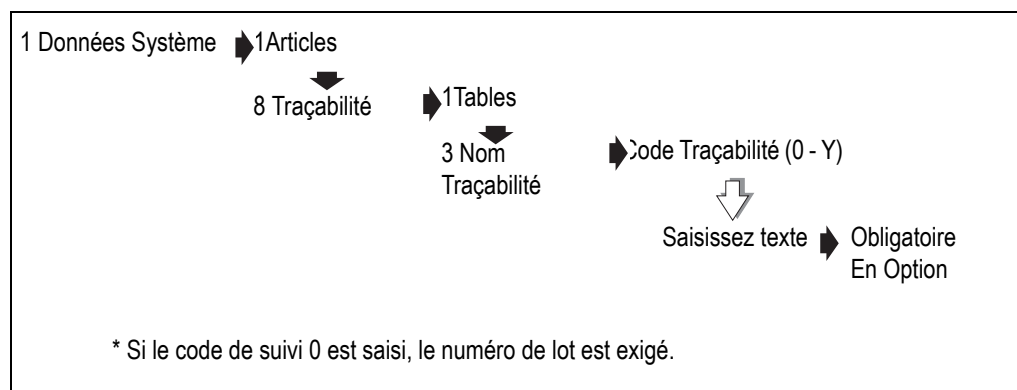 1 Données Système 1Articles
8 Traçabilité 1Tables
3 Nom Code Traçabilité (0 - Y)
Traçabilité
Saisissez texte Obligatoire
En Option
* Si le code de suivi 0 est saisi, le numéro de lot est exigé.